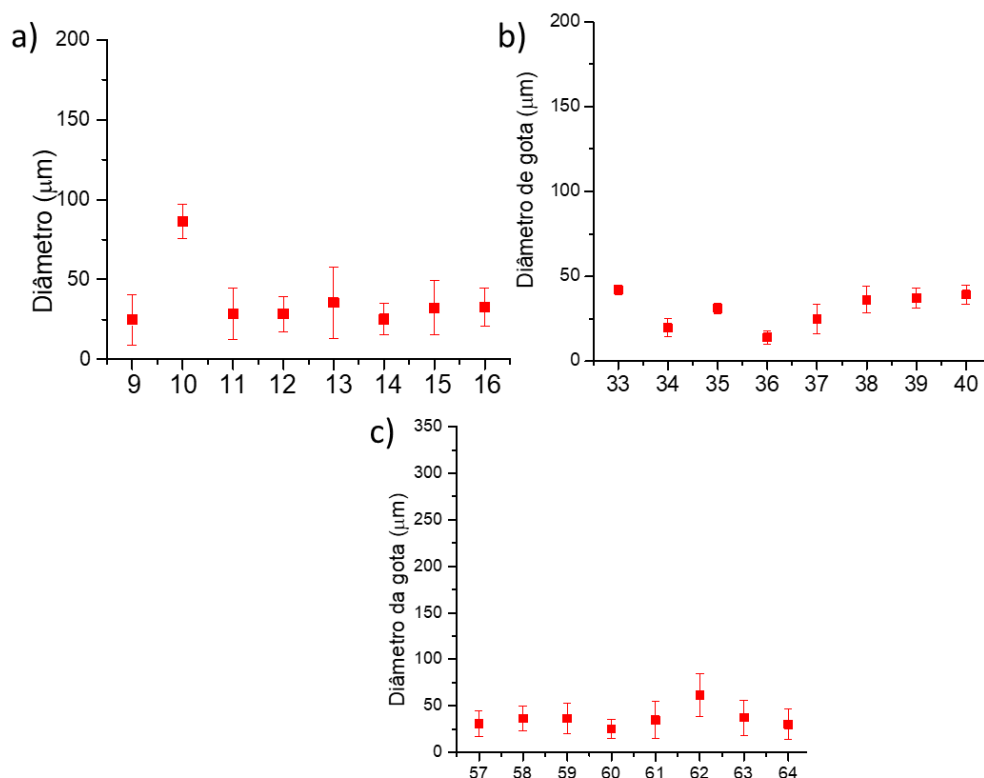 a)
Diâmetro (μm)
200
150
100
50
0
9 10 11 12 13 14 15 16
b)
Diâmetro de gota (μm)
200
150
100
50
0
33 34 35 36 37 38 39 40
c)
Diâmetro da gota (μm)
350
300
250
200
150
100
50
0
57 58 59 60 61 62 63 64